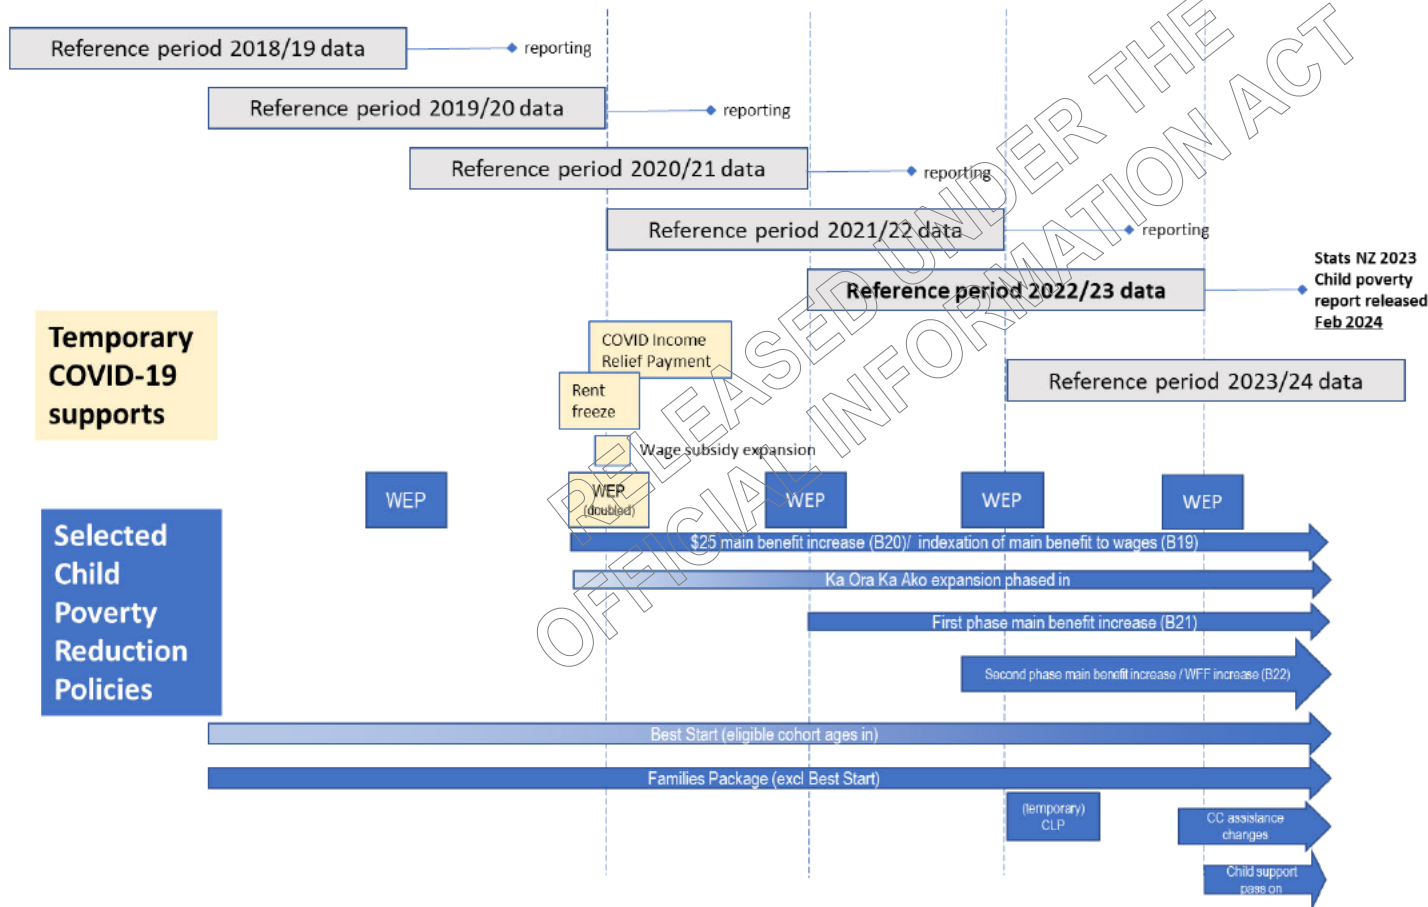 Reference period 2018/19 data
reporting
Reference period 2019/20 data
reporting
Reference period 2020/21 data
reporting
Reference period 2021/22 data
reporting
Reference period 2022/23 data
Stats NZ 2023
Child poverty
report released
Feb 2024
Temporary
COVID-19
supports
COVID Income
Relief Payment
Rent
freeze
Wage subsidy expansion
Reference period 2023/24 data
WEP
WEP
(doubled)
WEP
WEP
WEP
Selected
Child
Poverty
Reduction
Policies
$25 main benefit increase (B20)/ indexation of main benefit to wages (B19)
Ka Ora Ka Ako expansion phased in
First phase main benefit increase (B21)
Second phase main benefit increase / WFF increase (B22)
Best Start (eligible cohort ages in)
Families Package (excl Best Start)
(temporary)
CLP
CC assistance
changes
Child support
pass on
RELEASED UNDER THE
OFFICIAL INFORMATION ACT